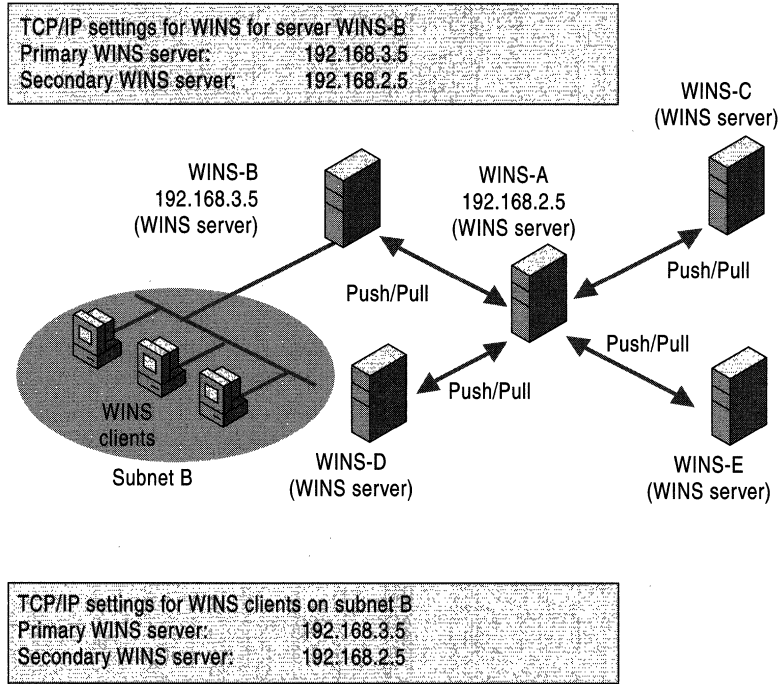 TCP/IP settings for WINS for server WINS-B
Primary WINS server: 192.168.3.5
Secondary WINS server: 192.168.2.5
WINS-C
(WINS server)
WINS-B
192.168.3.5
(WINS server)
WINS-A
192.168.2.5
(WINS server)
Push/Pull
Push/Pull
Push/Pull
Push/Pull
WINS
clients
Subnet B
WINS-D
(WINS server)
WINS-E
(WINS server)
TCP/IP settings for WINS clients on subnet B
Primary WINS server: 192.168.3.5
Secondary WINS server: 192.168.2.5